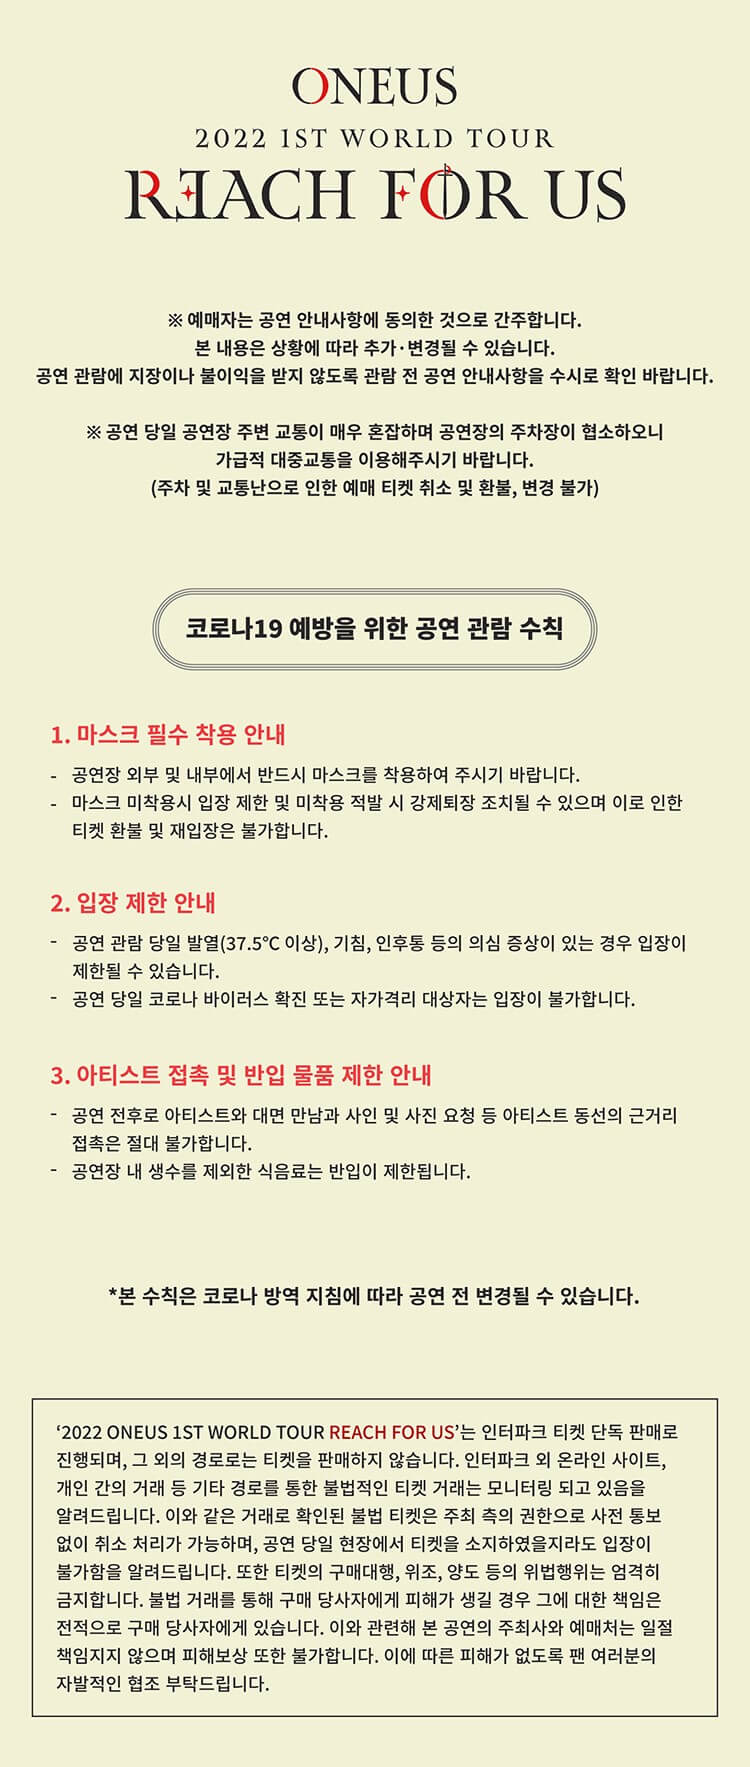 ONEUS
2022 1ST WORLD TOUR
REACH FOR US
※ 예매자는 공연 안내사항에 동의한 것으로 간주합니다.
본 내용은 상황에 따라 추가·변경될 수 있습니다.
공연 관람에 지장이나 불이익을 받지 않도록 관람 전 공연 안내사항을 수시로 확인 바랍니다.
※ 공연 당일 공연장 주변 교통이 매우 혼잡하며 공연장의 주차장이 협소하오니
가급적 대중교통을 이용해주시기 바랍니다.
(주차 및 교통난으로 인한 예매 티켓 취소 및 환불, 변경 불가)
코로나19 예방을 위한 공연 관람 수칙
1. 마스크 필수 착용 안내
- 공연장 외부 및 내부에서 반드시 마스크를 착용하여 주시기 바랍니다.
- 마스크 미착용시 입장 제한 및 미착용 적발 시 강제퇴장 조치될 수 있으며 이로 인한
티켓 환불 및 재입장은 불가합니다.
2. 입장 제한 안내
- 공연 관람 당일 발열(37.5℃ 이상), 기침, 인후통 등의 의심 증상이 있는 경우 입장이
제한될 수 있습니다.
- 공연 당일 코로나 바이러스 확진 또는 자가격리 대상자는 입장이 불가합니다.
3. 아티스트 접촉 및 반입 물품 제한 안내
- 공연 전후로 아티스트와 대면 만남과 사인 및 사진 요청 등 아티스트 동선의 근거리
접촉은 절대 불가합니다.
- 공연장 내 생수를 제외한 식음료는 반입이 제한됩니다.
*본 수칙은 코로나 방역 지침에 따라 공연 전 변경될 수 있습니다.
‘2022 ONEUS 1ST WORLD TOUR REACH FOR US’는 인터파크 티켓 단독 판매로
진행되며, 그 외의 경로로는 티켓을 판매하지 않습니다. 인터파크 외 온라인 사이트,
개인 간의 거래 등 기타 경로를 통한 불법적인 티켓 거래는 모니터링 되고 있음을
알려드립니다. 이와 같은 거래로 확인된 불법 티켓은 주최 측의 권한으로 사전 통보
없이 취소 처리가 가능하며, 공연 당일 현장에서 티켓을 소지하였을지라도 입장이
불가함을 알려드립니다. 또한 티켓의 구매대행, 위조, 양도 등의 위법행위는 엄격히
금지합니다. 불법 거래를 통해 구매 당사자에게 피해가 생길 경우 그에 대한 책임은
전적으로 구매 당사자에게 있습니다. 이와 관련해 본 공연의 주최사와 예매처는 일절
책임지지 않으며 피해보상 또한 불가합니다. 이에 따른 피해가 없도록 팬 여러분의
자발적인 협조 부탁드립니다.